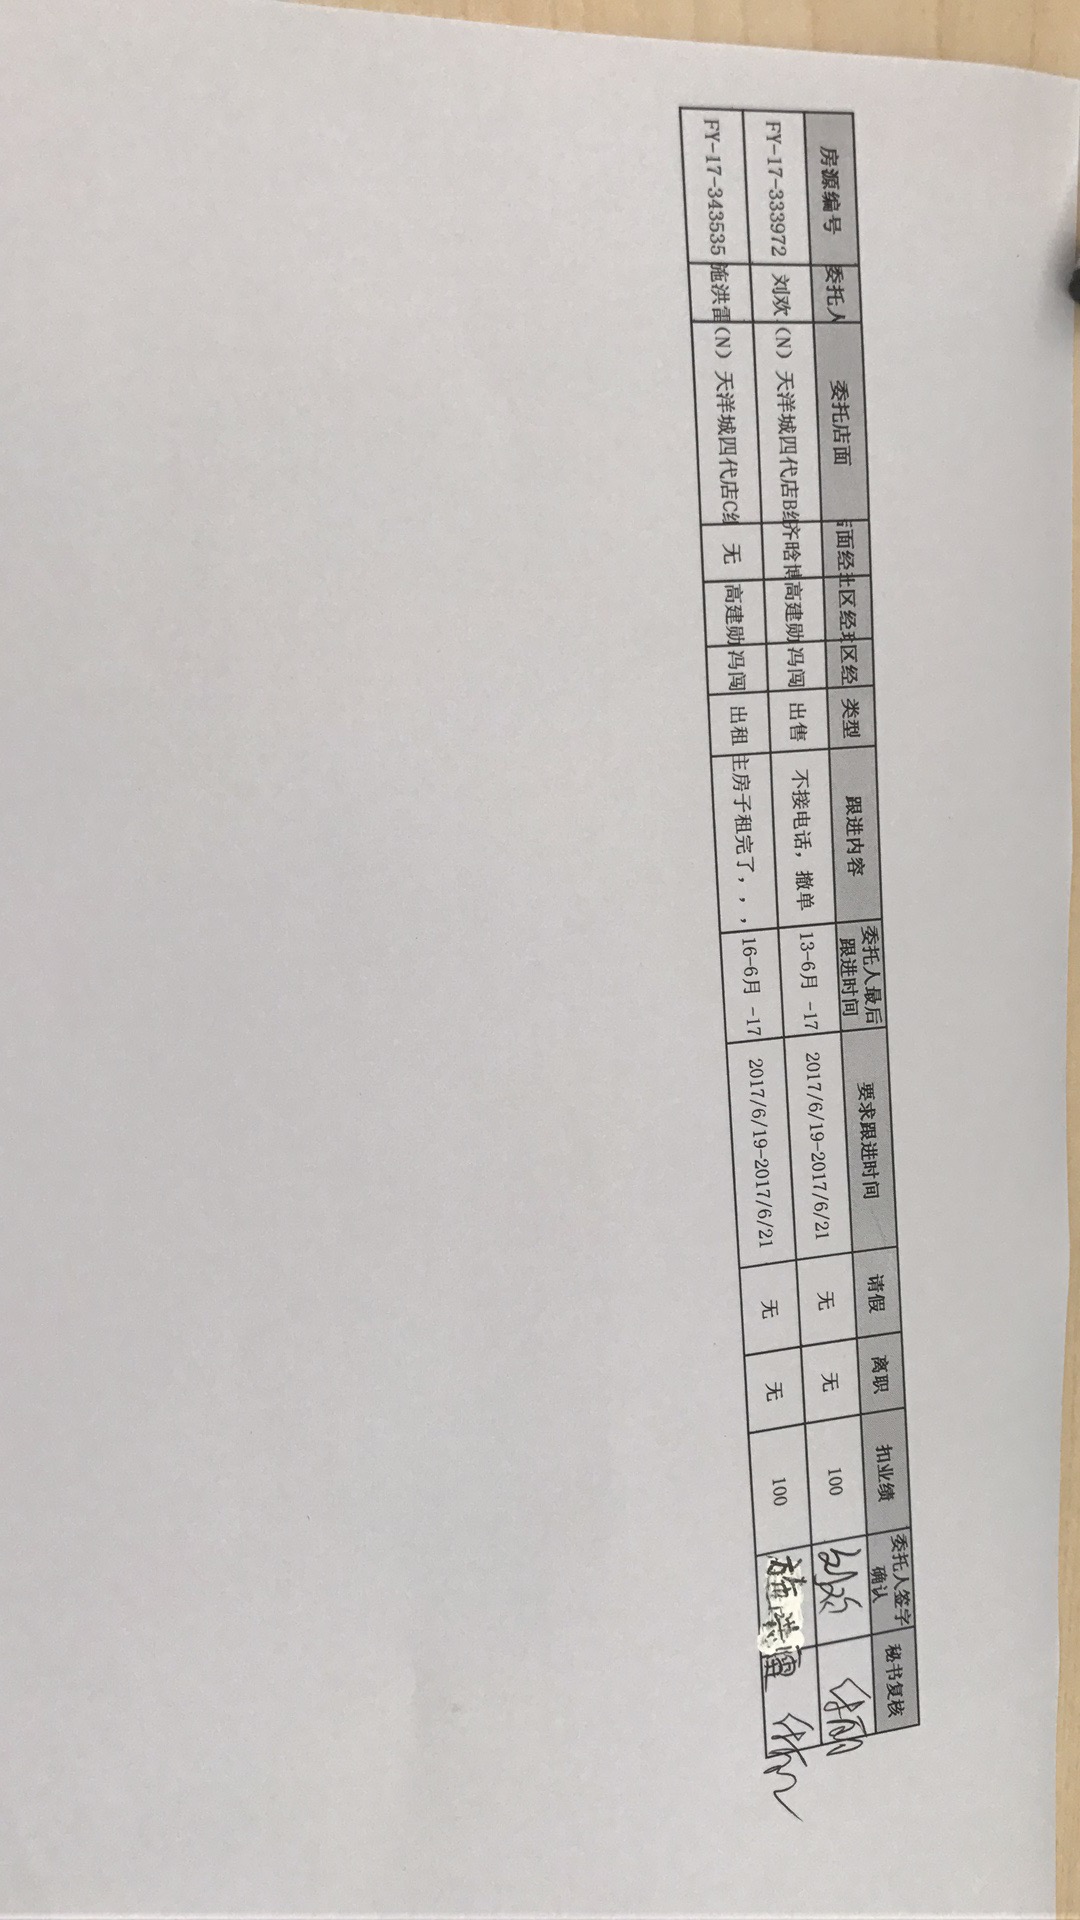 房源编号 委托人 委托店面 店面经 社区经理 区经 类型 跟进内容 委托人最后跟进时间 要求跟进时间 请假 离职 扣业绩 委托人签字确认 秘书复核
FY-17-333972 刘欢 (N) 天洋城四代店B组 齐晗博 高建勋 冯闯 出售 不接电话，撤单 13-6月 -17 2017/6/19-2017/6/21 无 无 100 刘欢
FY-17-343535 施洪雷 (N) 天洋城四代店C组 无 高建勋 冯闯 出租 主房子租完了，，， 16-6月 -17 2017/6/19-2017/6/21 无 无 100 施洪雷